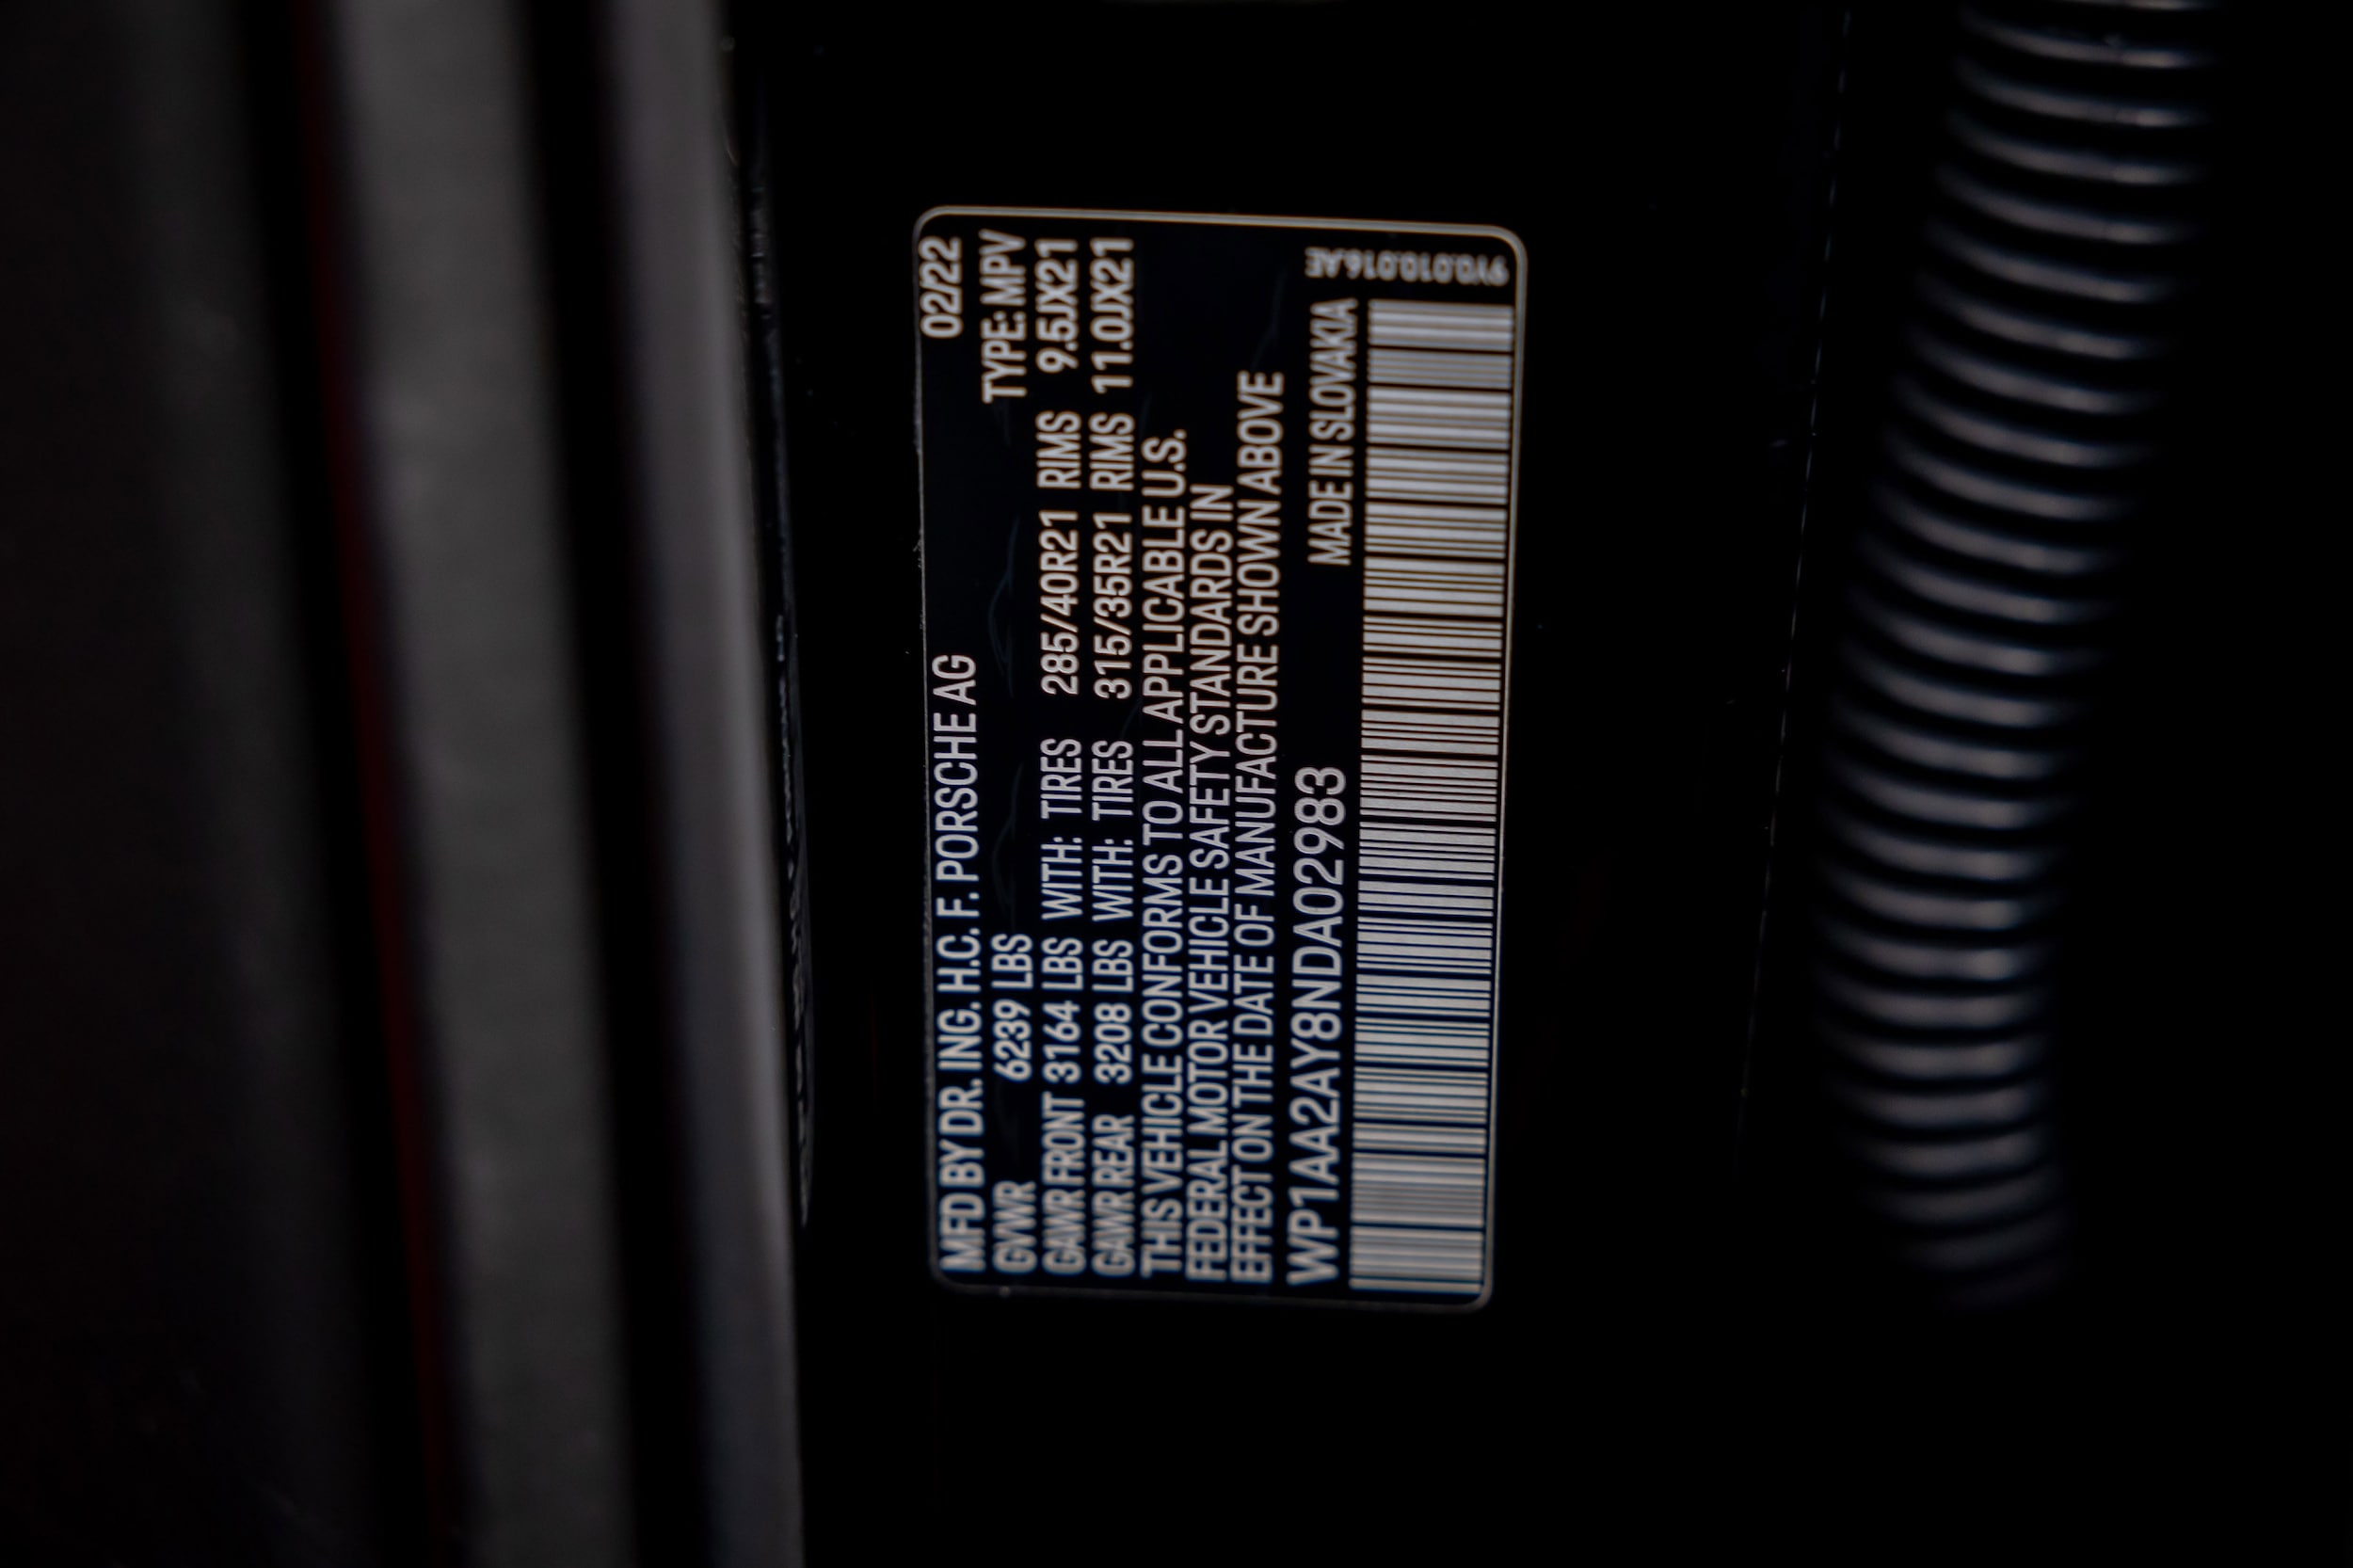 MFD BY DR. ING. H.C. F. PORSCHE AG 02/22
GVWR 6239 LBS TYPE: MPV
GAWR FRONT 3164 LBS WITH: TIRES 285/40R21 RIMS 9.5JX21
GAWR REAR 3208 LBS WITH: TIRES 315/35R21 RIMS 11.0JX21
THIS VEHICLE CONFORMS TO ALL APPLICABLE U.S.
FEDERAL MOTOR VEHICLE SAFETY STANDARDS IN
EFFECT ON THE DATE OF MANUFACTURE SHOWN ABOVE
WP1AA2AY8NDA02983 MADE IN SLOVAKIA
9Y0.010.016.AE